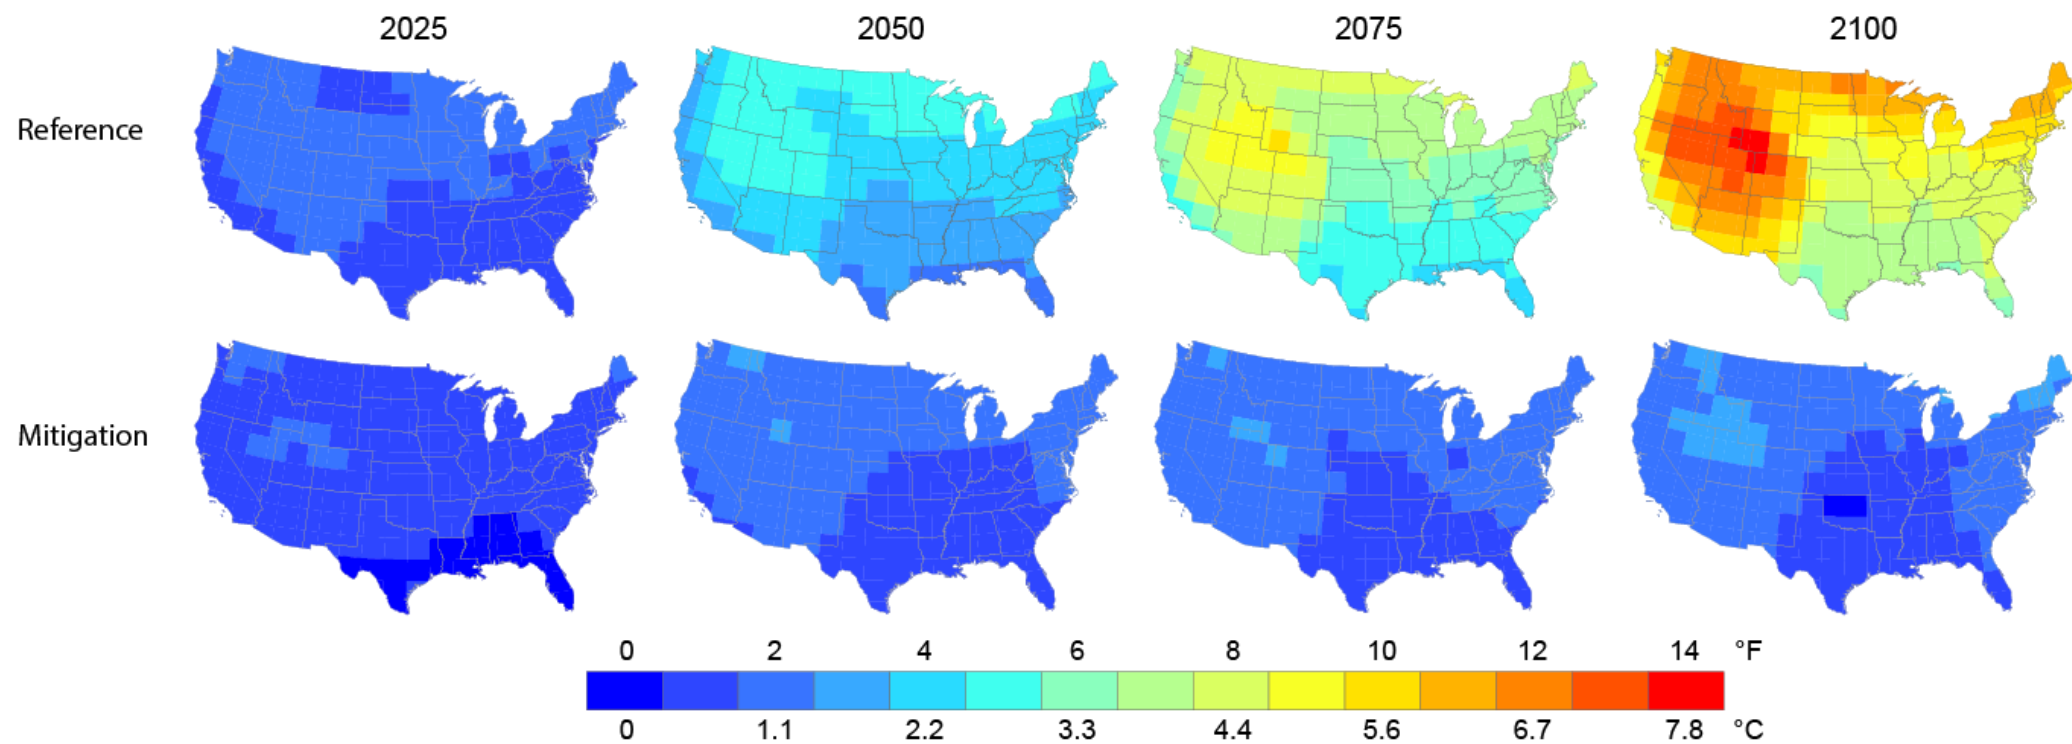 2025 2050 2075 2100
Reference
Mitigation
0 2 4 6 8 10 12 14 °F
0 1.1 2.2 3.3 4.4 5.6 6.7 7.8 °C